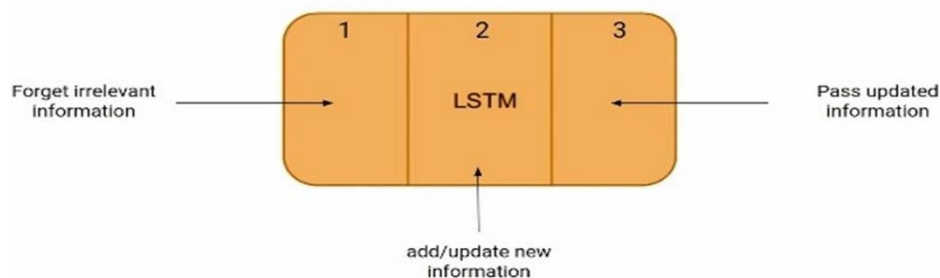 1
2
3
Forget irrelevant
information
LSTM
Pass updated
information
add/update new
information